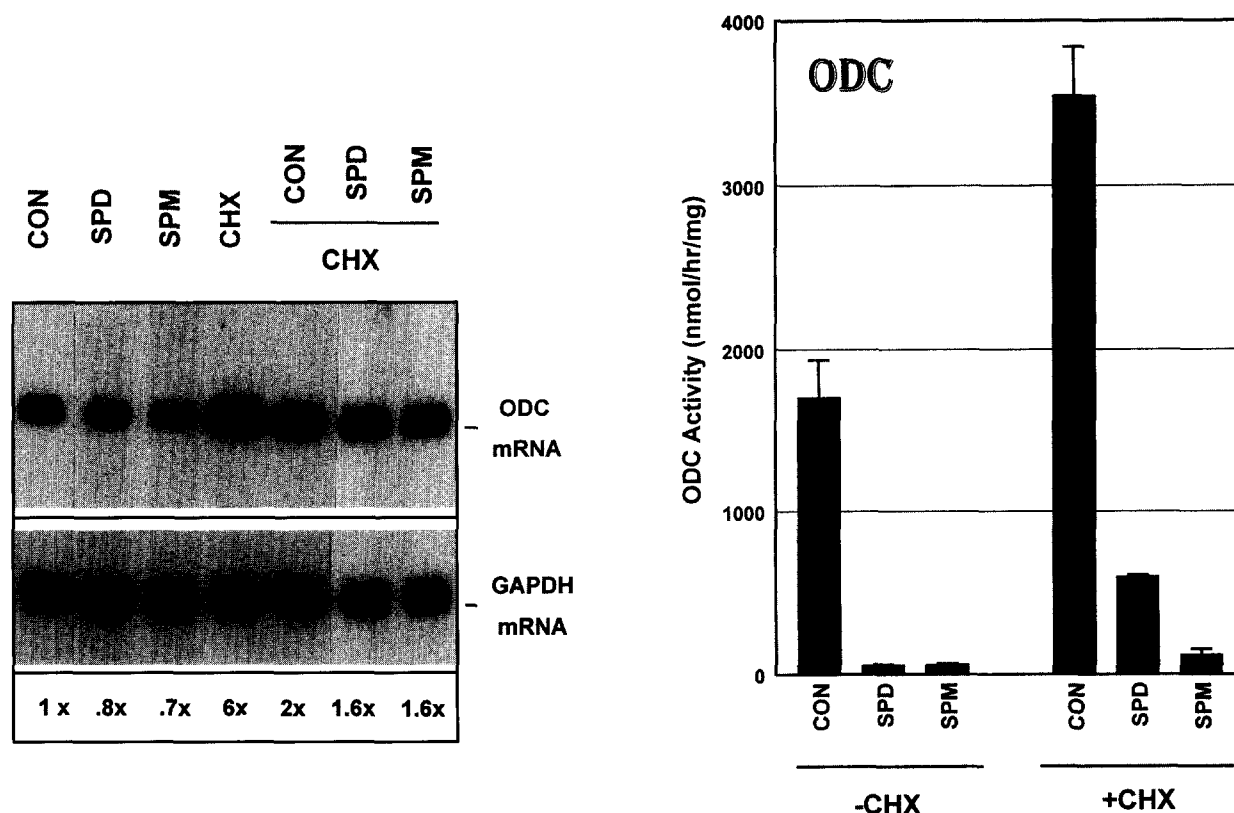 CON SPD SPM CHX CON SPD SPM
CHX
ODC
mRNA
GAPDH
mRNA
1 x .8x .7x 6x 2x 1.6x 1.6x
ODC
ODC Activity (nmol/hr/mg)
4000
3000
2000
1000
0
CON SPD SPM CON SPD SPM
-CHX +CHX